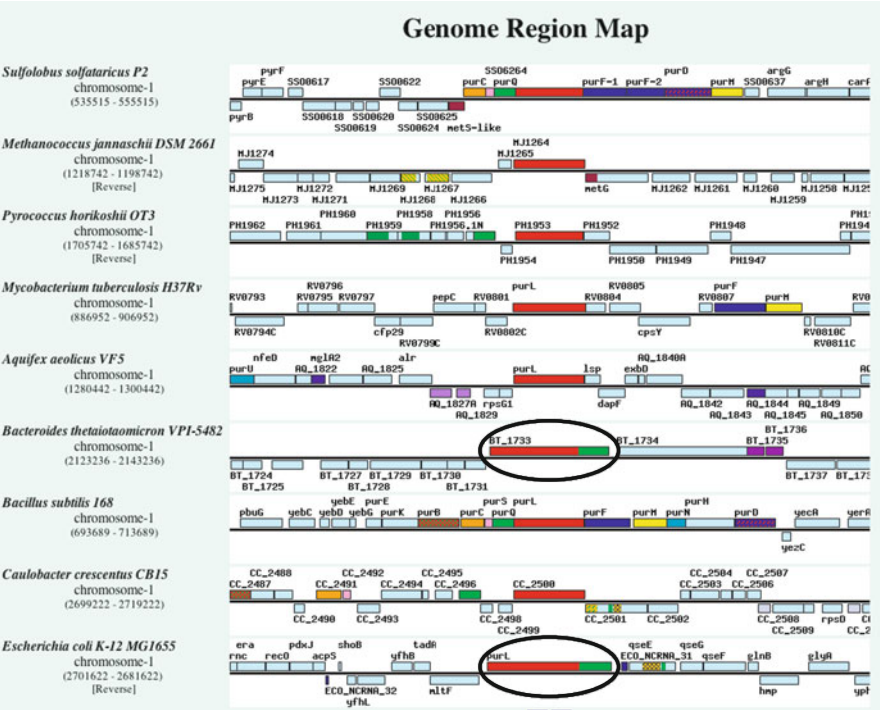 Genome Region Map
Sulfolobus solfataricus P2
chromosome-1
(535515 - 555515)
pyrF SSO6264 purD argG
pyrE SSO0617 SSO0622 purC purQ purF-1 purF-2 purM SSO0637 argH carA
pyrB SSO0618 SSO0620 SSO0625
SSO0619 SSO0624 metS-like
Methanococcus jannaschii DSM 2661
chromosome-1
(1218742 - 1198742)
[Reverse]
MJ1264
MJ1274 MJ1265
MJ1275 MJ1272 MJ1269 MJ1267 metG MJ1262 MJ1261 MJ1260 MJ1258 MJ125
MJ1273 MJ1271 MJ1268 MJ1266 MJ1259
Pyrococcus horikoshii OT3
chromosome-1
(1705742 - 1685742)
[Reverse]
PH1960 PH1958 PH1956 PH1
PH1962 PH1961 PH1959 PH1956.1N PH1953 PH1952 PH1948 PH194
PH1954 PH1950 PH1949 PH1947
Mycobacterium tuberculosis H37Rv
chromosome-1
(886952 - 906952)
RV0796 purL RV0805 purF
RV0793 RV0795 RV0797 pepC RV0801 RV0804 RV0807 purM RV0
RV0794C cfp29 RV0802C cpsY RV0810C
RV0799C RV0811C
Aquifex aeolicus VF5
chromosome-1
(1280442 - 1300442)
nfeD mglA2 alr AQ_1840A
purU AQ_1822 AQ_1825 purL lsp exbD AQ
AQ_1827A rpsG1 dapF AQ_1842 AQ_1844 AQ_1849
AQ_1829 AQ_1843 AQ_1845 AQ_1850
Bacteroides thetaiotaomicron VPI-5482
chromosome-1
(2123236 - 2143236)
BT_1736
BT_1733 BT_1734 BT_1735
BT_1724 BT_1727 BT_1729 BT_1730 BT_1737 BT_173
BT_1725 BT_1728 BT_1731
Bacillus subtilis 168
chromosome-1
(693689 - 713689)
yebE purE purS purL purH
pbuG yebC yebD yebG purK purB purC purQ purF purM purN purD yecA yerA
yezC
Caulobacter crescentus CB15
chromosome-1
(2699222 - 2719222)
CC_2488 CC_2492 CC_2495 CC_2504 CC_2507
CC_2487 CC_2491 CC_2494 CC_2496 CC_2500 CC_2503 CC_2506
CC_2490 CC_2493 CC_2498 CC_2501 CC_2502 CC_2508 rpsD CC_2
CC_2499 CC_2509
Escherichia coli K-12 MG1655
chromosome-1
(2701622 - 2681622)
[Reverse]
era pdxJ shoB tadA qseE qseG
rnc recO acpS yfhB purL ECO_NCRNA_31 qseF glnB glyA
ECO_NCRNA_32 mltF hmp yph
yfhL